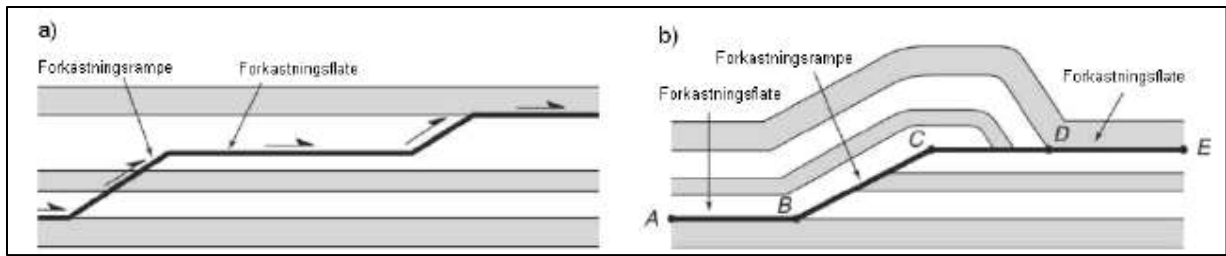 a)
Forkastningsrampe
Forkastningsflate
b)
Forkastningsrampe
Forkastningsflate
Forkastningsflate
A
B
C
D
E